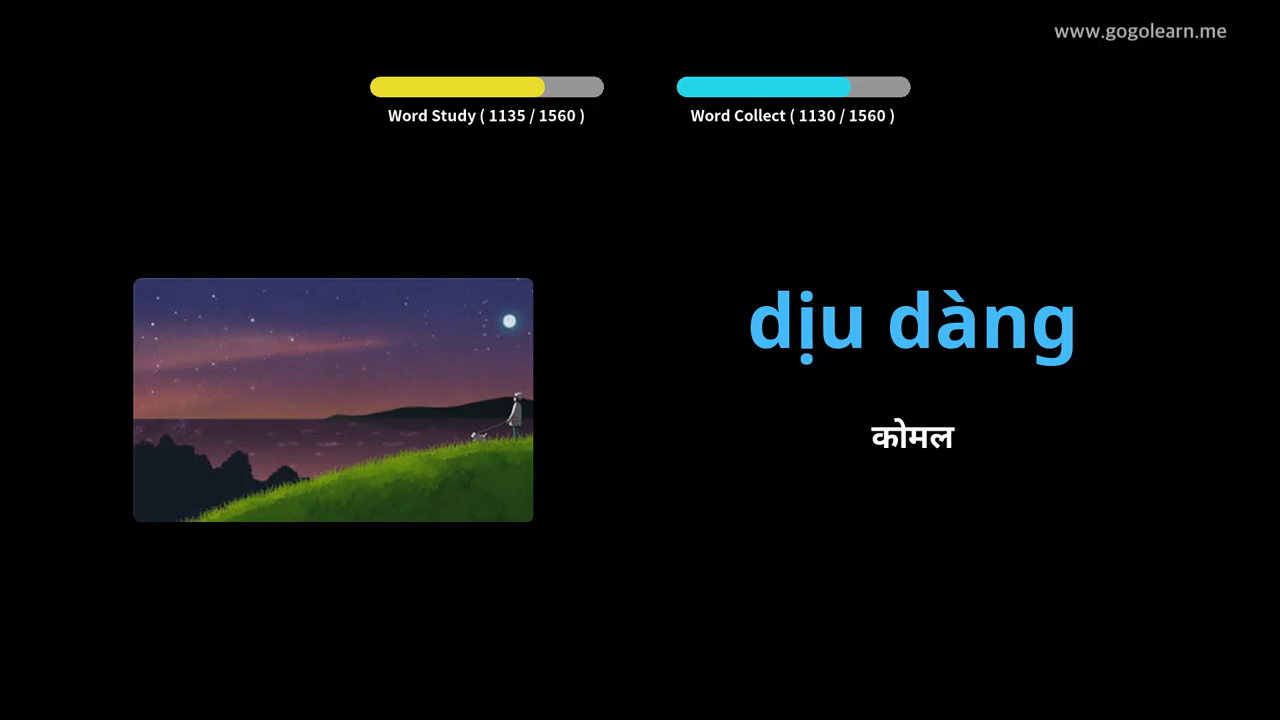 www.gogolearn.me
Word Study ( 1135 / 1560 )
Word Collect ( 1130 / 1560 )
dịu dàng
कोमल